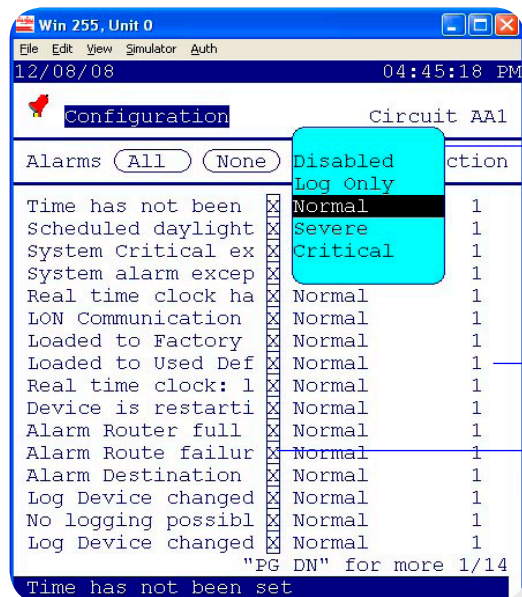 Win 255, Unit 0
File Edit View Simulator Auth
12/08/08 04:45:18 PM
Configuration Circuit AA1
Alarms All None ction
Disabled
Log Only
Time has not been X Normal 1
Scheduled daylight X Severe 1
System Critical ex X Critical 1
System alarm excep X 1
Real time clock ha X Normal 1
LON Communication X Normal 1
Loaded to Factory X Normal 1
Loaded to Used Def X Normal 1
Real time clock: l X Normal 1
Device is restarti X Normal 1
Alarm Router full X Normal 1
Alarm Route failur X Normal 1
Alarm Destination X Normal 1
Log Device changed X Normal 1
No logging possibl X Normal 1
Log Device changed X Normal 1
"PG DN" for more 1/14
Time has not been set